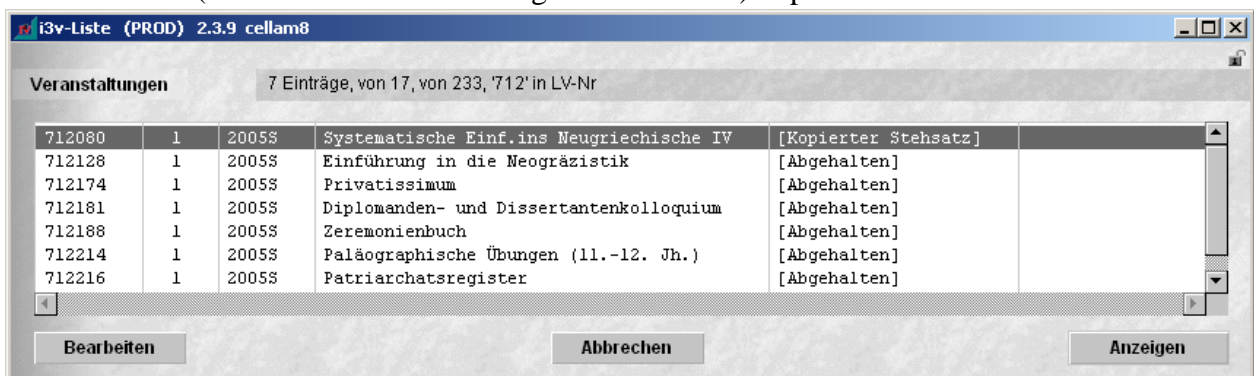 i3v-Liste (PROD) 2.3.9 cellam8
Veranstaltungen 7 Einträge, von 17, von 233, '712' in LV-Nr
712080 1 2005S Systematische Einf.ins Neugriechische IV [Kopierter Stehsatz]
712128 1 2005S Einführung in die Neogräzistik [Abgehalten]
712174 1 2005S Privatissimum [Abgehalten]
712181 1 2005S Diplomanden- und Dissertantenkolloquium [Abgehalten]
712188 1 2005S Zeremonienbuch [Abgehalten]
712214 1 2005S Paläographische Übungen (11.-12. Jh.) [Abgehalten]
712216 1 2005S Patriarchatsregister [Abgehalten]
Bearbeiten Abbrechen Anzeigen